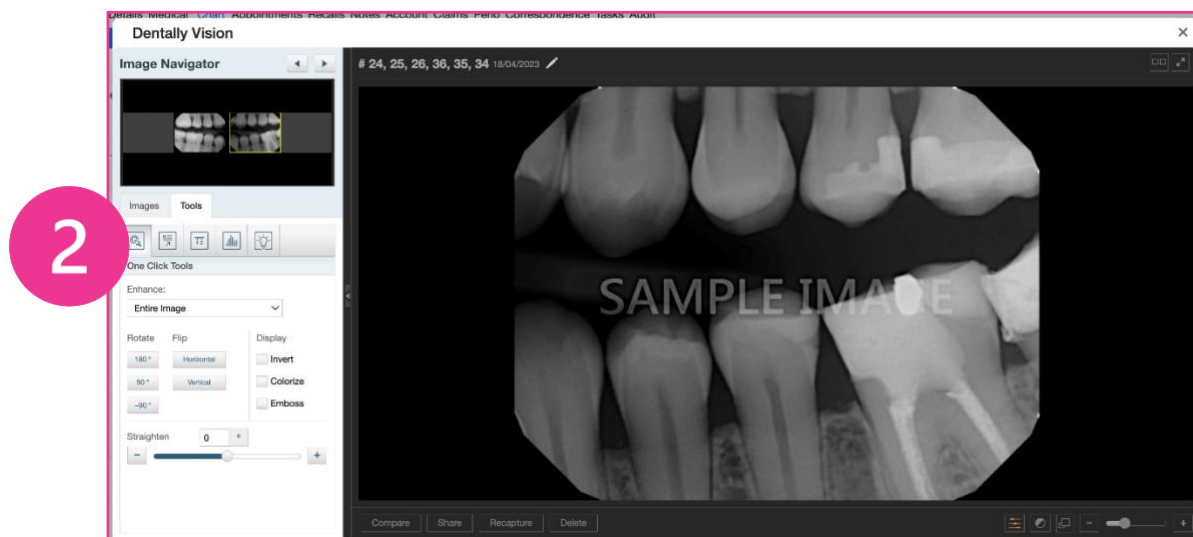 Details Medical Chart Appointments Recalls Notes Account Claims Perio Correspondence Tasks Audit
Dentally Vision
Image Navigator
# 24, 25, 26, 36, 35, 34 18/04/2023
Images Tools
2
One Click Tools
Enhance:
Entire Image
Rotate Flip Display
180 ° Horizontal Invert
90 ° Vertical Colorize
-90 ° Emboss
Straighten 0 °
SAMPLE IMAGE
Compare Share Recapture Delete